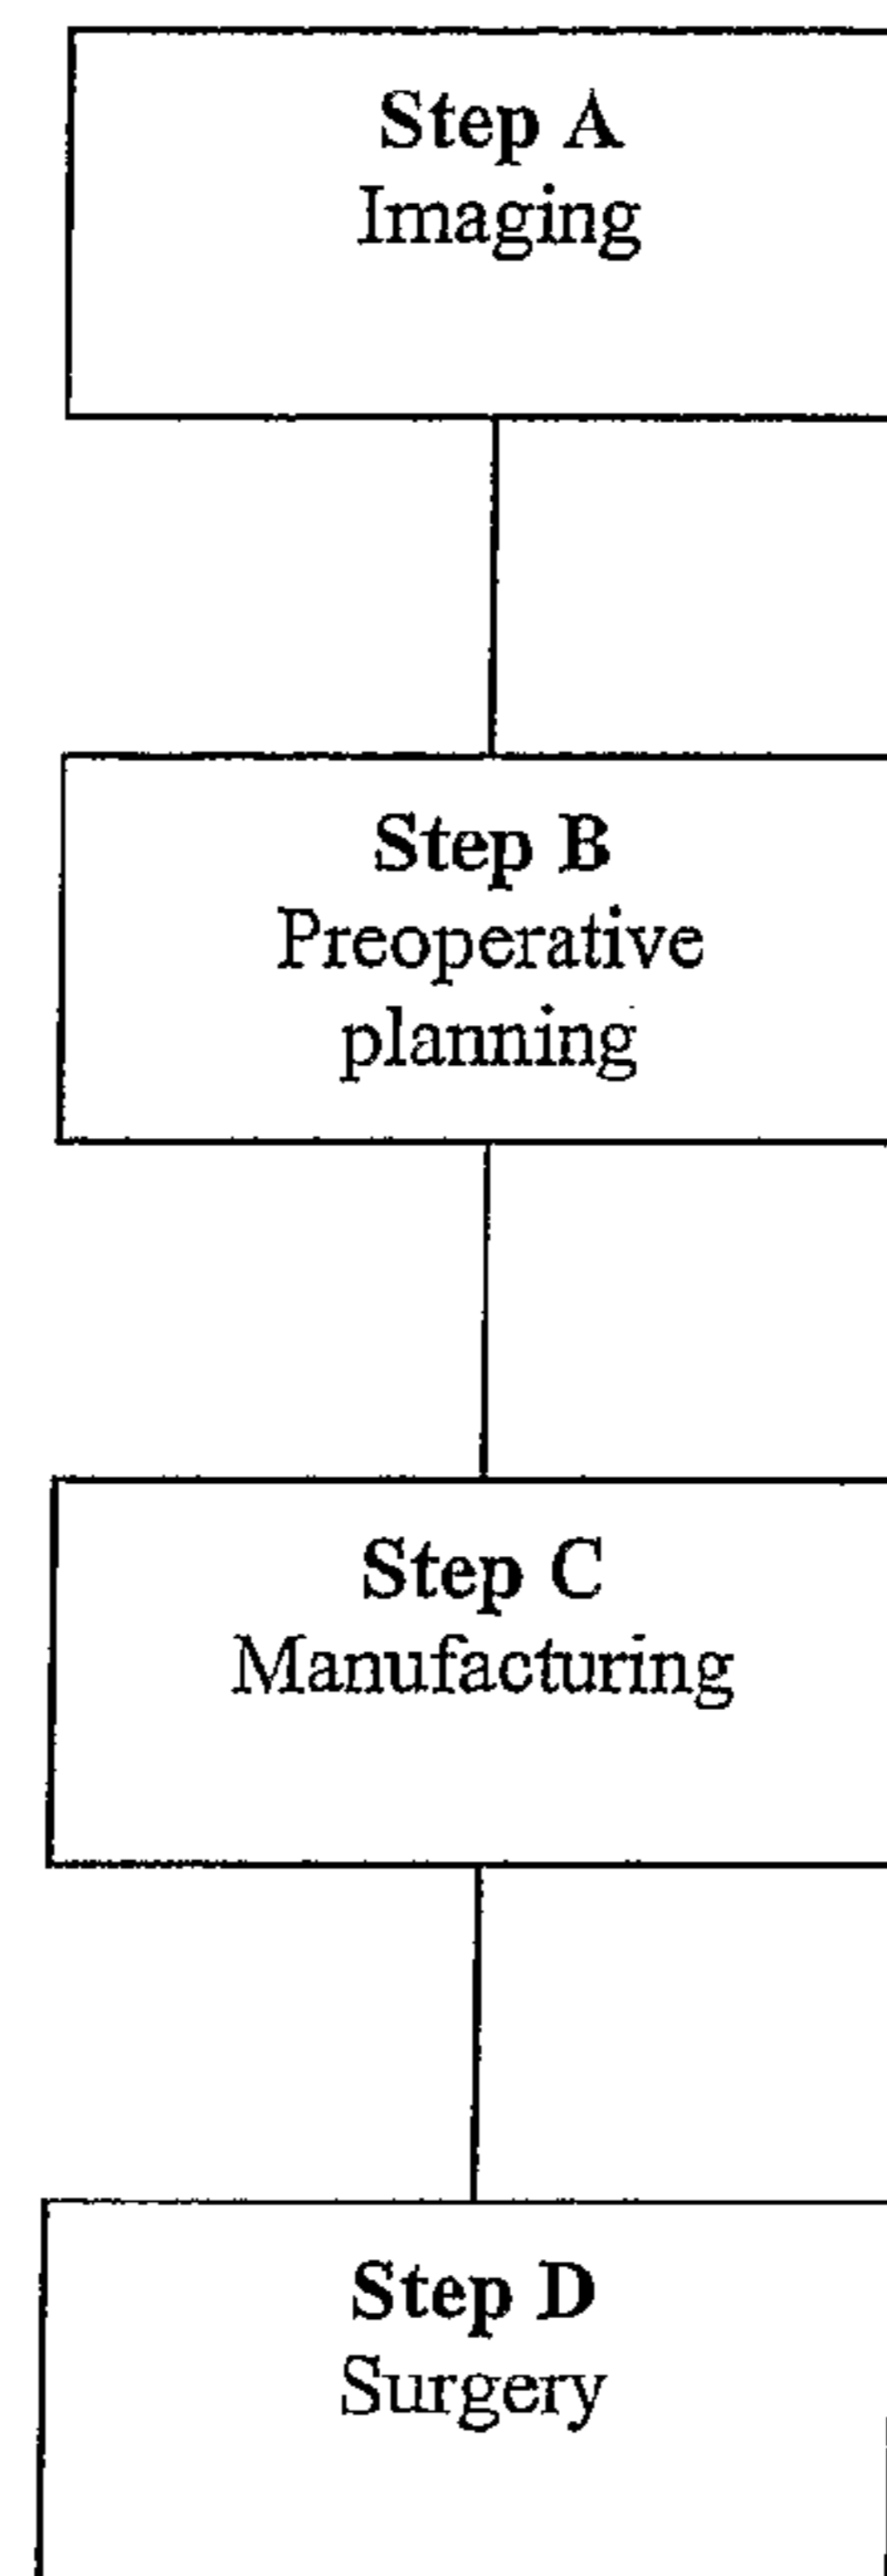 Step A
Imaging
Step B
Preoperative
planning
Step C
Manufacturing
Step D
Surgery